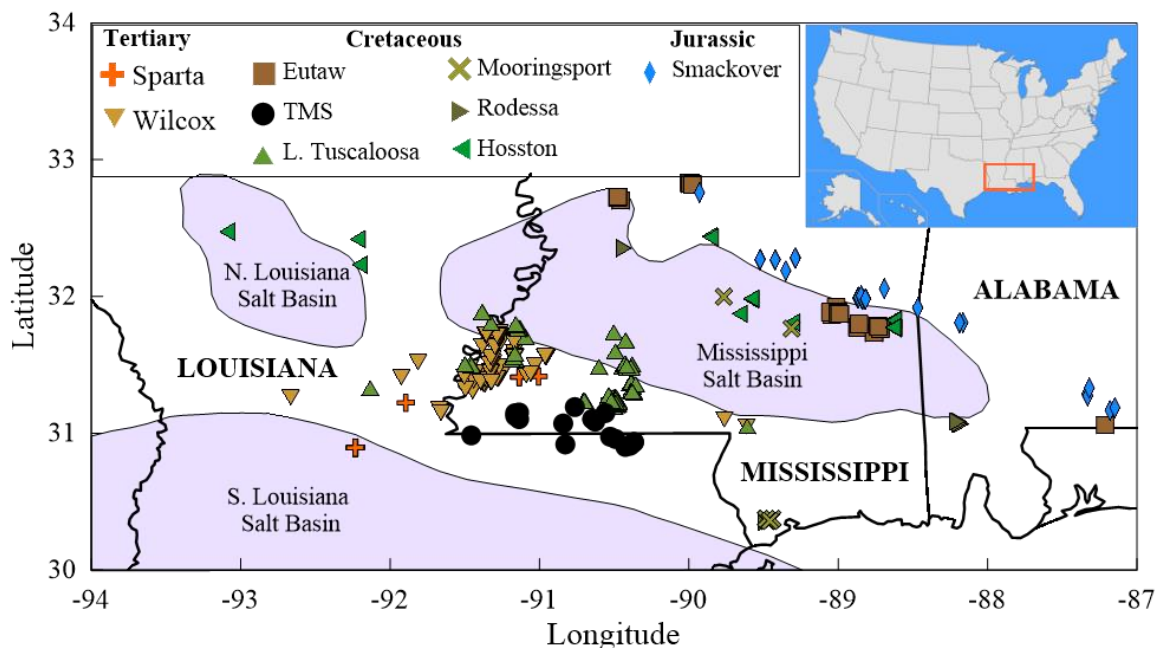 34
33
32
31
30
Latitude
Tertiary
Sparta
Wilcox
Cretaceous
Eutaw
TMS
L. Tuscaloosa
Mooringsport
Rodessa
Hosston
Jurassic
Smackover
N. Louisiana
Salt Basin
LOUISIANA
S. Louisiana
Salt Basin
Mississippi
Salt Basin
MISSISSIPPI
ALABAMA
-94 -93 -92 -91 -90 -89 -88 -87
Longitude